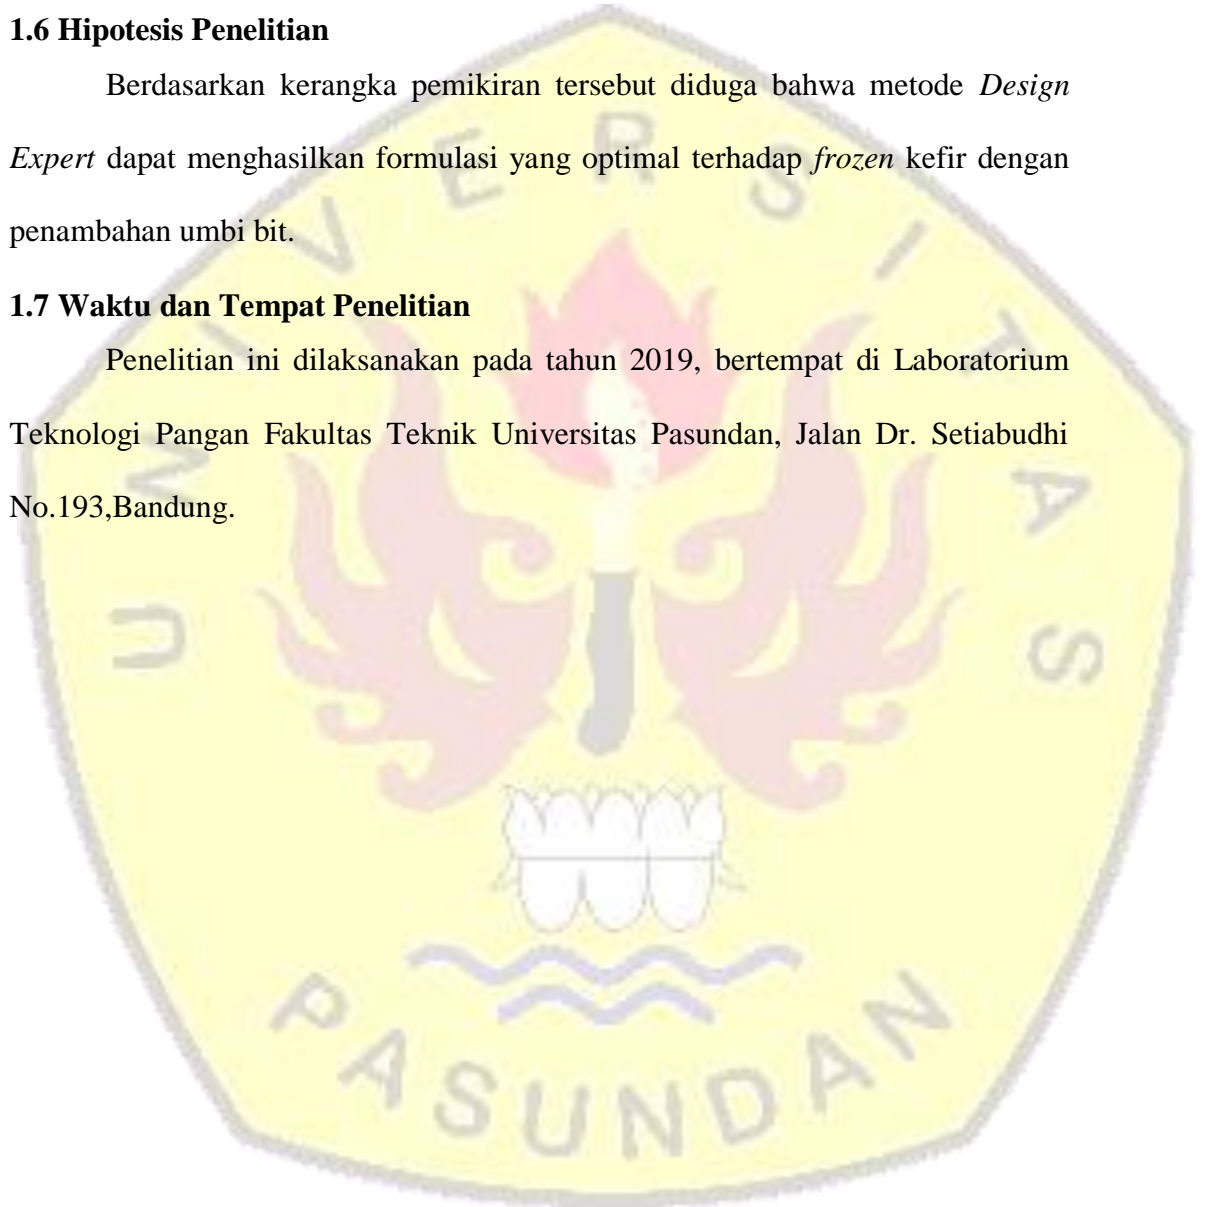 1.6 Hipotesis Penelitian
Berdasarkan kerangka pemikiran tersebut diduga bahwa metode Design
Expert dapat menghasilkan formulasi yang optimal terhadap frozen kefir dengan
penambahan umbi bit.
1.7 Waktu dan Tempat Penelitian
Penelitian ini dilaksanakan pada tahun 2019, bertempat di Laboratorium
Teknologi Pangan Fakultas Teknik Universitas Pasundan, Jalan Dr. Setiabudhi
No.193,Bandung.
UNIVERSITAS
PASUNDAN